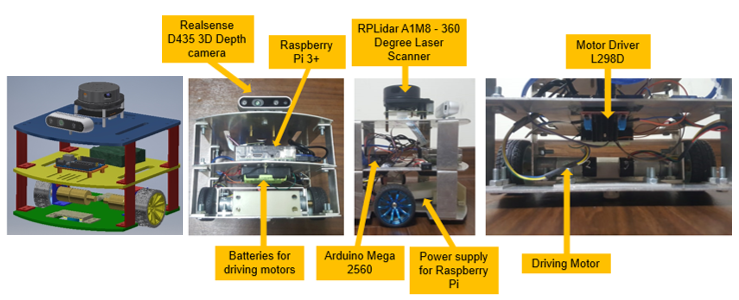 Realsense
D435 3D Depth
camera
Raspberry
Pi 3+
RPLidar A1M8 - 360
Degree Laser
Scanner
Motor Driver
L298D
Batteries for
driving motors
Arduino Mega
2560
Power supply
for Raspberry
Pi
Driving Motor